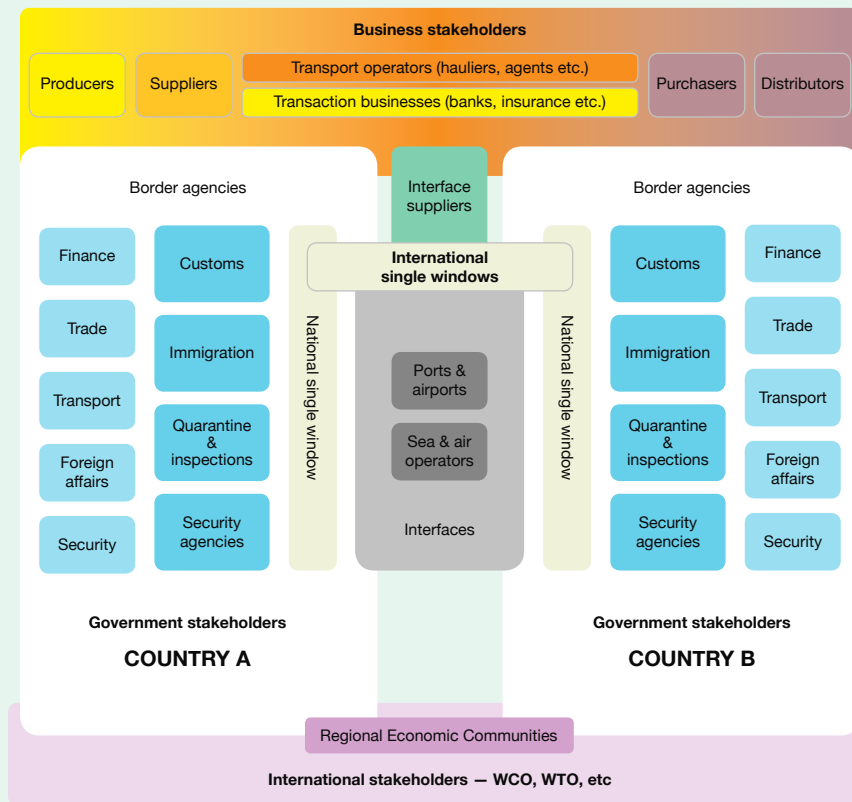 Business stakeholders
Producers
Suppliers
Transport operators (hauliers, agents etc.)
Transaction businesses (banks, insurance etc.)
Purchasers
Distributors
Border agencies
Finance
Trade
Transport
Foreign
affairs
Security
Customs
Immigration
Quarantine
&
inspections
Security
agencies
National single window
Government stakeholders
COUNTRY A
Interface
suppliers
International
single windows
Ports &
airports
Sea & air
operators
Interfaces
Border agencies
National single window
Customs
Immigration
Quarantine
&
inspections
Security
agencies
Finance
Trade
Transport
Foreign
affairs
Security
Government stakeholders
COUNTRY B
Regional Economic Communities
International stakeholders — WCO, WTO, etc